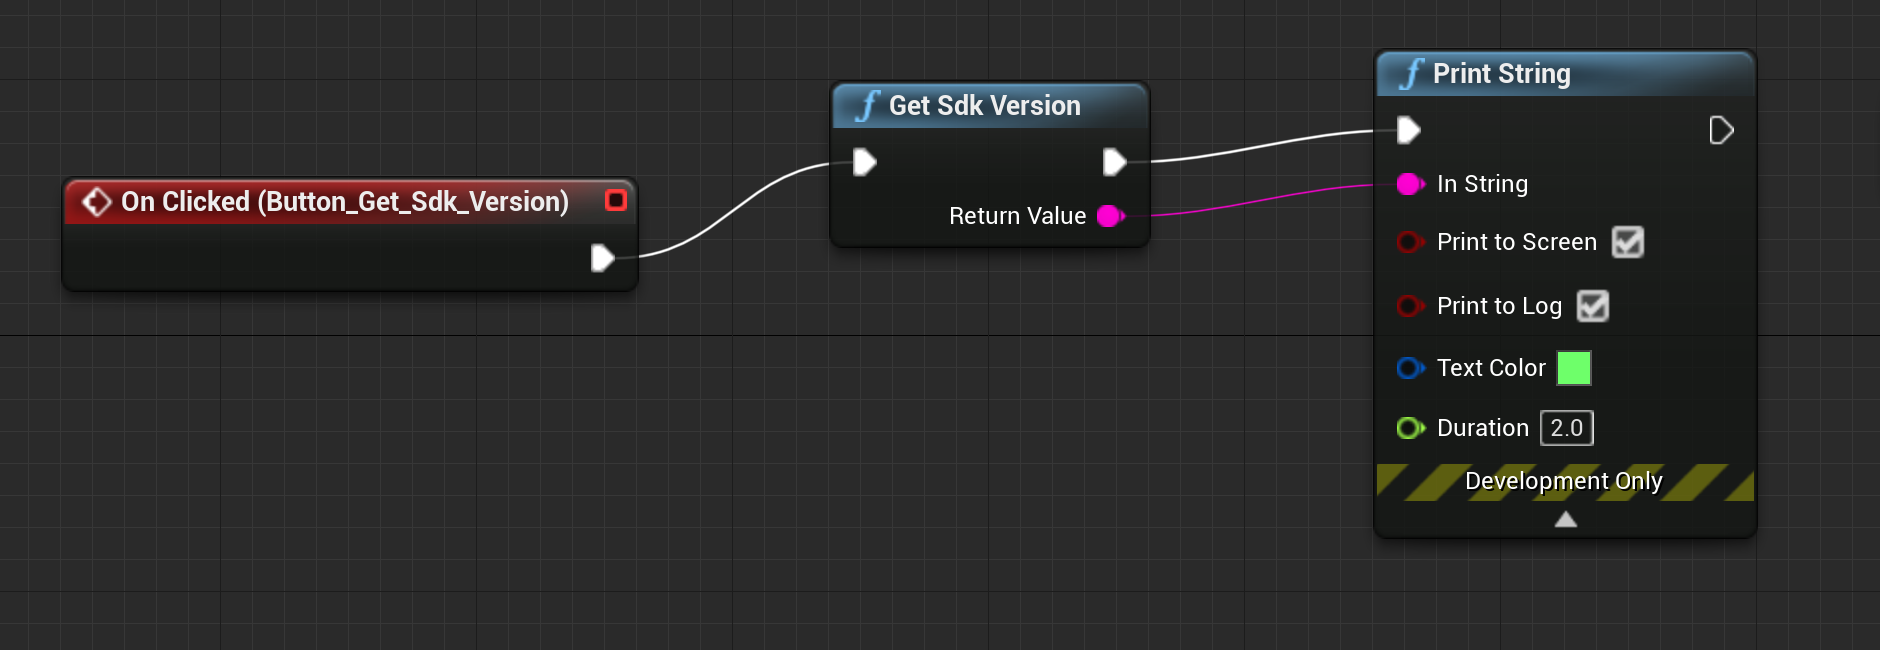 On Clicked (Button_Get_Sdk_Version)
Get Sdk Version
Return Value
Print String
In String
Print to Screen
Print to Log
Text Color
Duration 2.0
Development Only